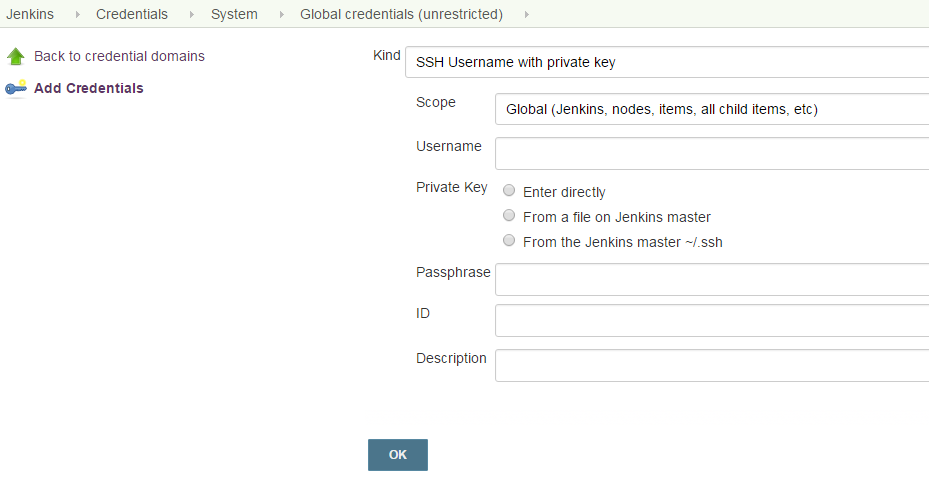 Jenkins Credentials System Global credentials (unrestricted)
Back to credential domains
Add Credentials
Kind SSH Username with private key
Scope Global (Jenkins, nodes, items, all child items, etc)
Username
Private Key Enter directly
From a file on Jenkins master
From the Jenkins master ~/.ssh
Passphrase
ID
Description
OK